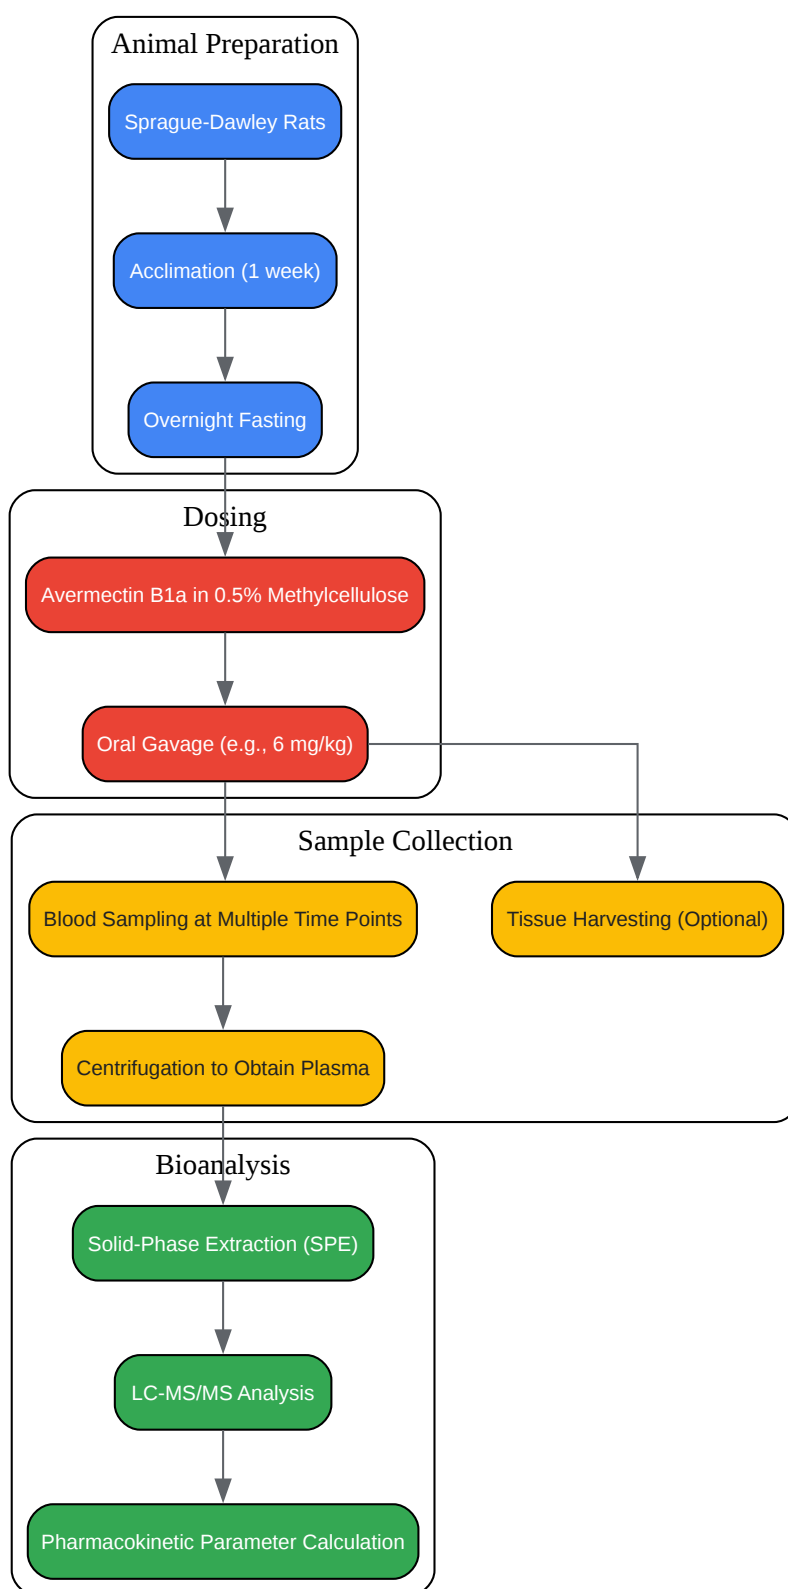 Animal Preparation
Sprague-Dawley Rats
Acclimation (1 week)
Overnight Fasting
Dosing
Avermectin B1a in 0.5% Methylcellulose
Oral Gavage (e.g., 6 mg/kg)
Sample Collection
Blood Sampling at Multiple Time Points
Tissue Harvesting (Optional)
Centrifugation to Obtain Plasma
Bioanalysis
Solid-Phase Extraction (SPE)
LC-MS/MS Analysis
Pharmacokinetic Parameter Calculation